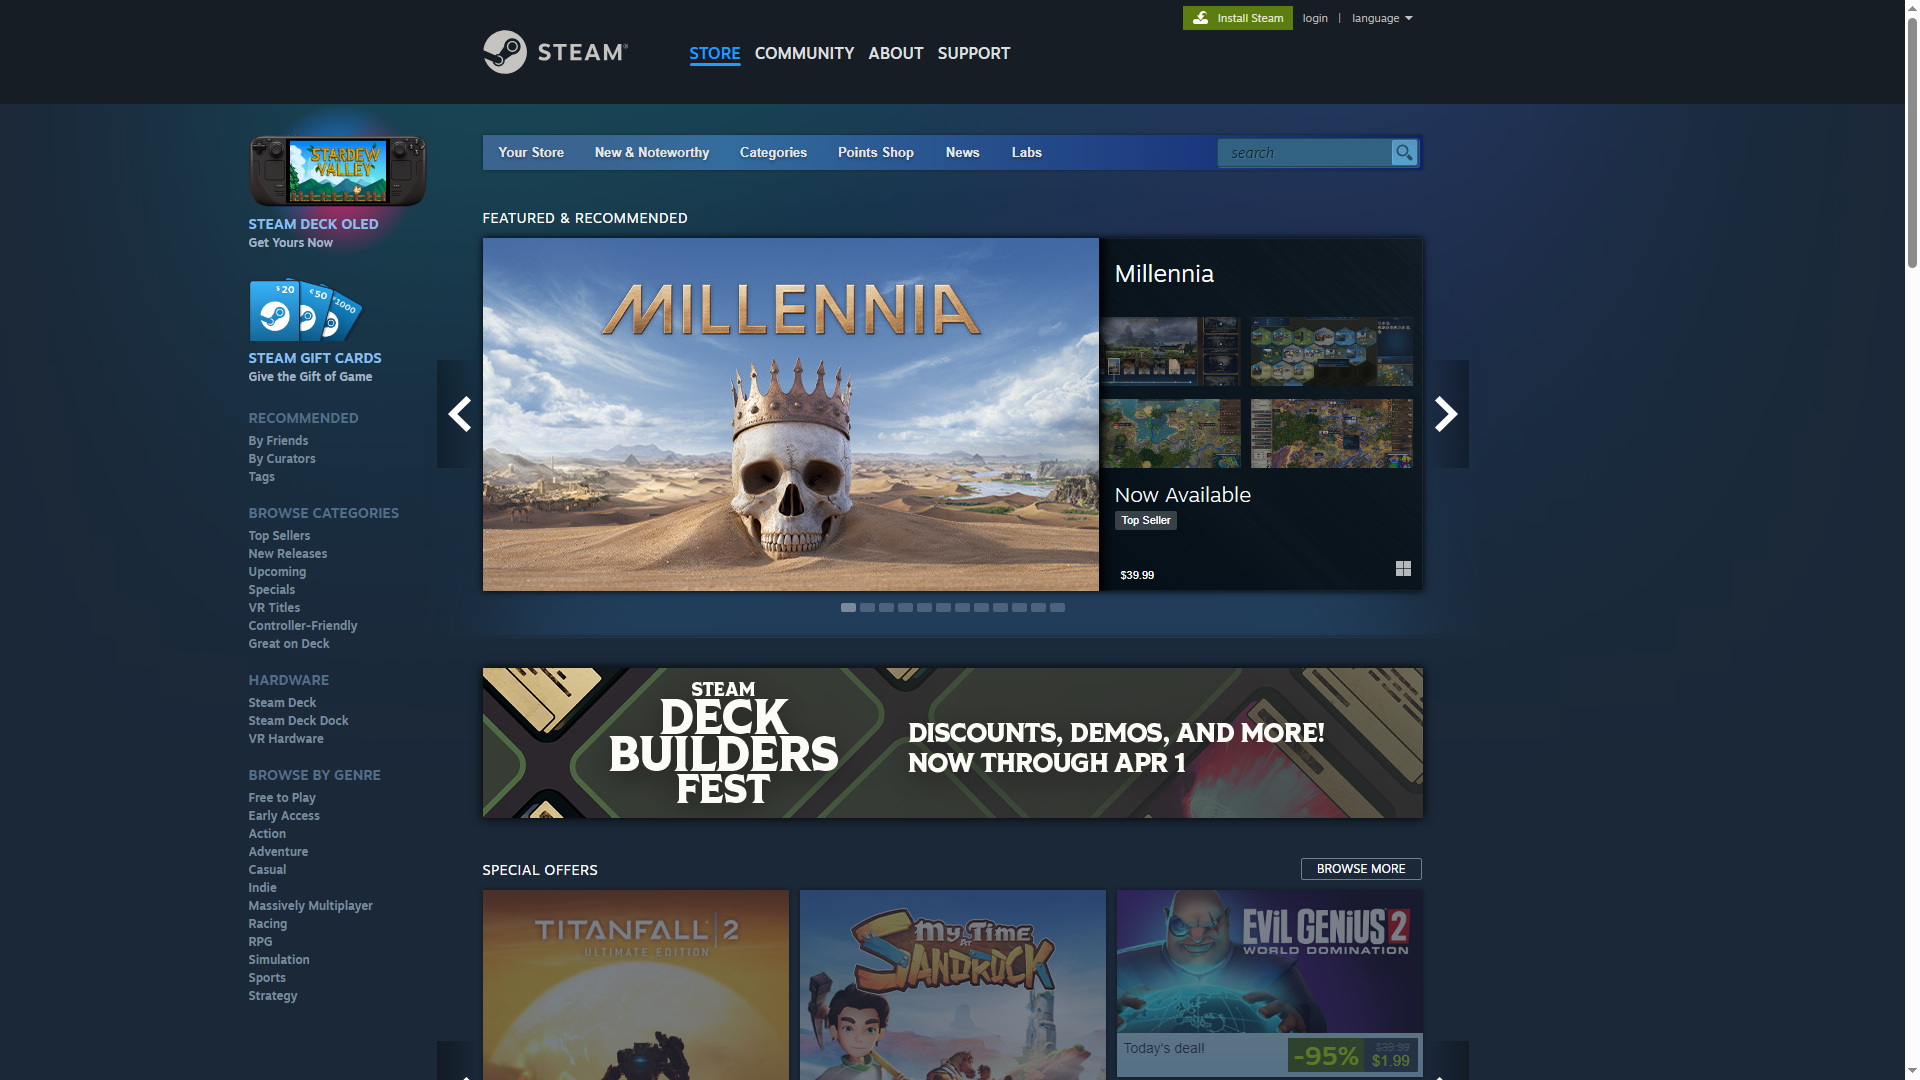 Install Steam
login | language
STEAM®
STORE COMMUNITY ABOUT SUPPORT
STARDEW
VALLEY
STEAM DECK OLED
Get Yours Now
$20 €50 ¥1000
STEAM GIFT CARDS
Give the Gift of Game
RECOMMENDED
By Friends
By Curators
Tags
BROWSE CATEGORIES
Top Sellers
New Releases
Upcoming
Specials
VR Titles
Controller-Friendly
Great on Deck
HARDWARE
Steam Deck
Steam Deck Dock
VR Hardware
BROWSE BY GENRE
Free to Play
Early Access
Action
Adventure
Casual
Indie
Massively Multiplayer
Racing
RPG
Simulation
Sports
Strategy
Your Store New & Noteworthy Categories Points Shop News Labs
search
FEATURED & RECOMMENDED
MILLENNIA
Millennia
Now Available
Top Seller
$39.99
STEAM
DECK
BUILDERS
FEST
DISCOUNTS, DEMOS, AND MORE!
NOW THROUGH APR 1
SPECIAL OFFERS
BROWSE MORE
TITANFALL 2
ULTIMATE EDITION
My Time
AT
SANDROCK
EVIL GENIUS 2
WORLD DOMINATION
Today's deal!
-95%
$39.99
$1.99